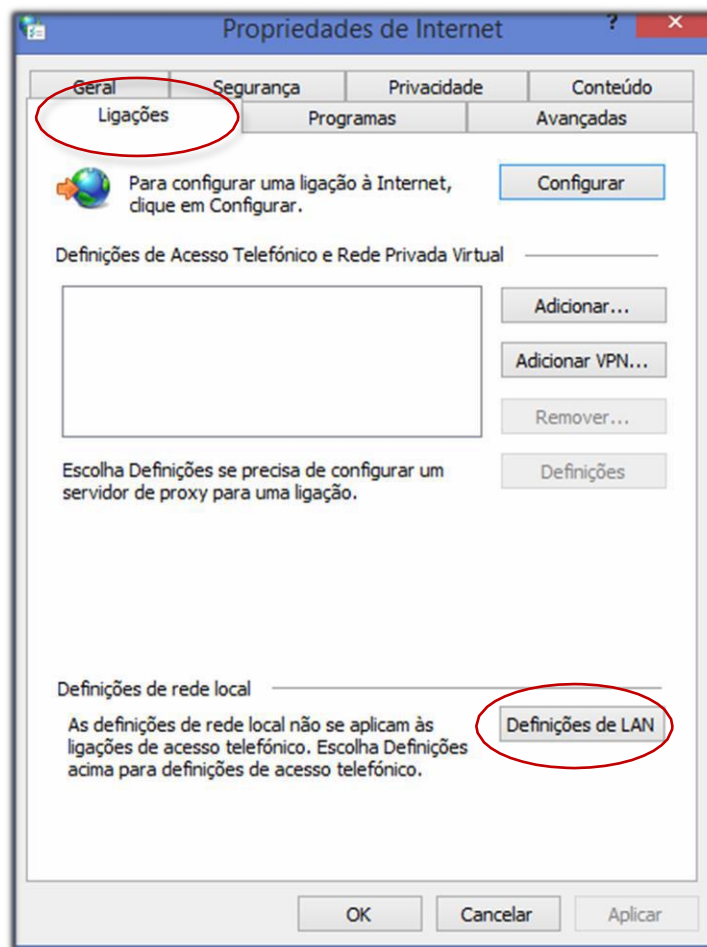 Propriedades de Internet
?
Geral
Segurança
Privacidade
Conteúdo
Ligações
Programas
Avançadas
Para configurar uma ligação à Internet,
clique em Configurar.
Configurar
Definições de Acesso Telefónico e Rede Privada Virtual
Adicionar...
Adicionar VPN...
Remover...
Escolha Definições se precisa de configurar um
servidor de proxy para uma ligação.
Definições
Definições de rede local
As definições de rede local não se aplicam às
ligações de acesso telefónico. Escolha Definições
acima para definições de acesso telefónico.
Definições de LAN
OK
Cancelar
Aplicar